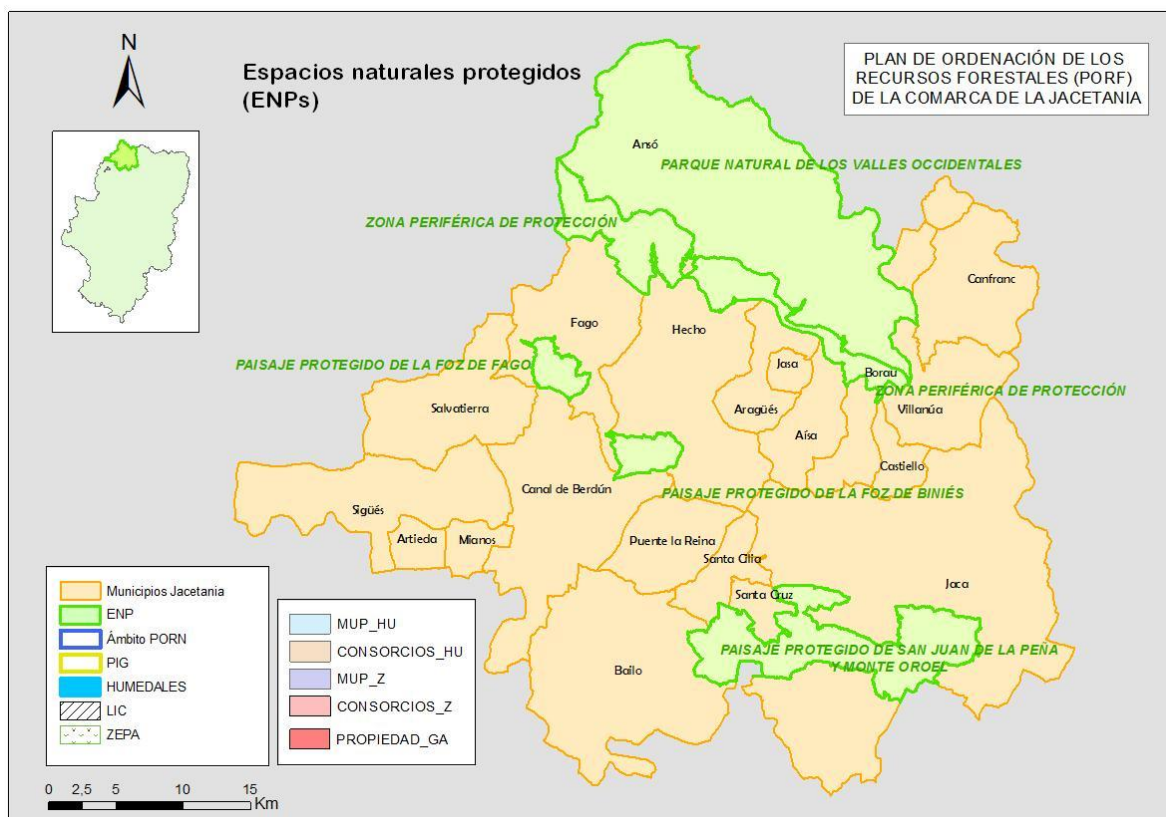 N
Espacios naturales protegidos
(ENPs)
PLAN DE ORDENACIÓN DE LOS
RECURSOS FORESTALES (PORF)
DE LA COMARCA DE LA JACETANIA
Ansó
PARQUE NATURAL DE LOS VALLES OCCIDENTALES
ZONA PERIFÉRICA DE PROTECCIÓN
Canfranc
Fago
Hecho
PAISAJE PROTEGIDO DE LA FOZ DE FAGO
Jasa
Borau
ZONA PERIFÉRICA DE PROTECCIÓN
Salvatierra
Aragüés
Villanúa
Aísa
Castiello
Canal de Berdún
PAISAJE PROTEGIDO DE LA FOZ DE BINIÉS
Sigüés
Artieda
Mianos
Puente la Reina
Santa Cilia
Santa Cruz
Jaca
PAISAJE PROTEGIDO DE SAN JUAN DE LA PEÑA
Y MONTE OROEL
Bailo
Municipios Jacetania
ENP
Ámbito PORN
PIG
HUMEDALES
LIC
ZEPA
MUP_HU
CONSORCIOS_HU
MUP_Z
CONSORCIOS_Z
PROPIEDAD_GA
0 2,5 5 10 15
Km